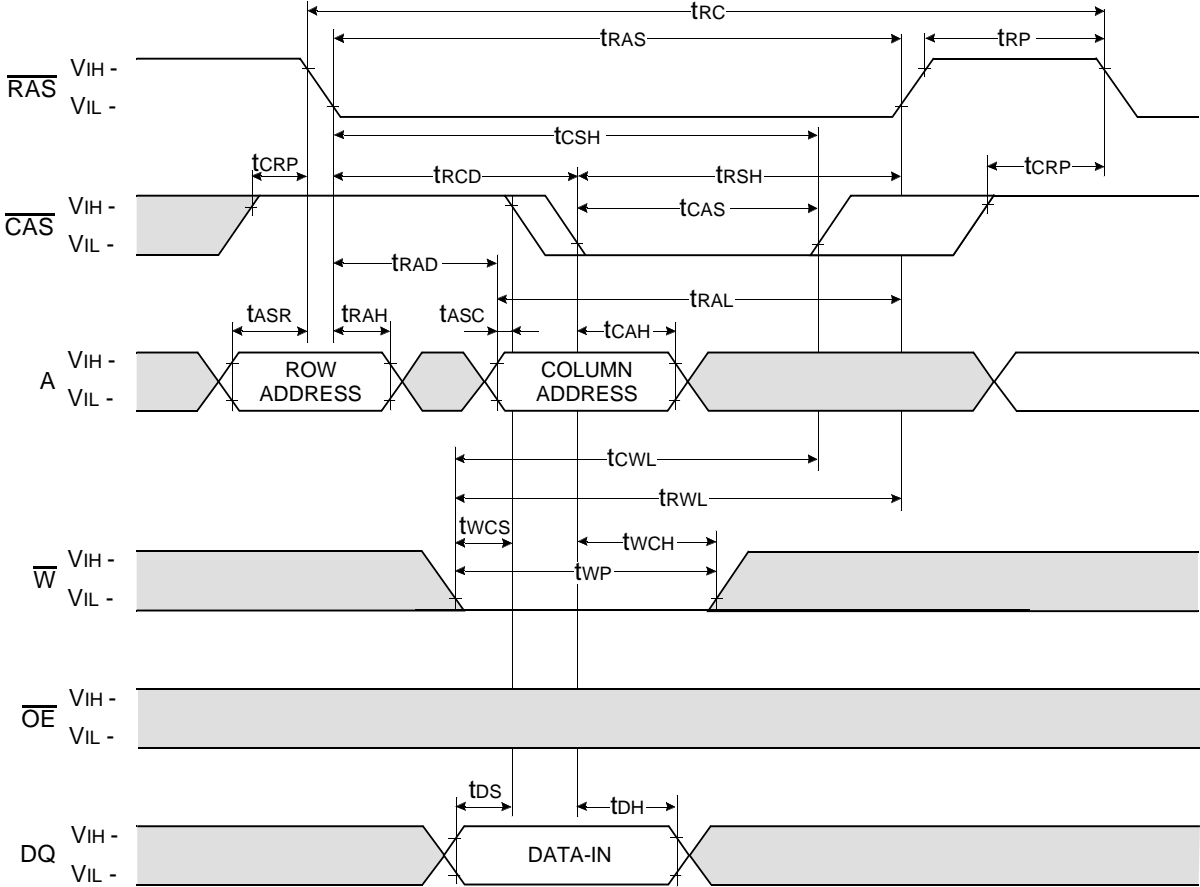 tRC
tRAS
tRP
RAS
VIH -
VIL -
tCSH
tCRP
tRCD
tRSH
tCRP
CAS
VIH -
VIL -
tCAS
tRAD
tRAL
tASR
tRAH
tASC
tCAH
A
VIH -
VIL -
ROW
ADDRESS
COLUMN
ADDRESS
tCWL
tRWL
tWCS
tWCH
W
VIH -
VIL -
tWP
OE
VIH -
VIL -
tDS
tDH
DQ
VIH -
VIL -
DATA-IN